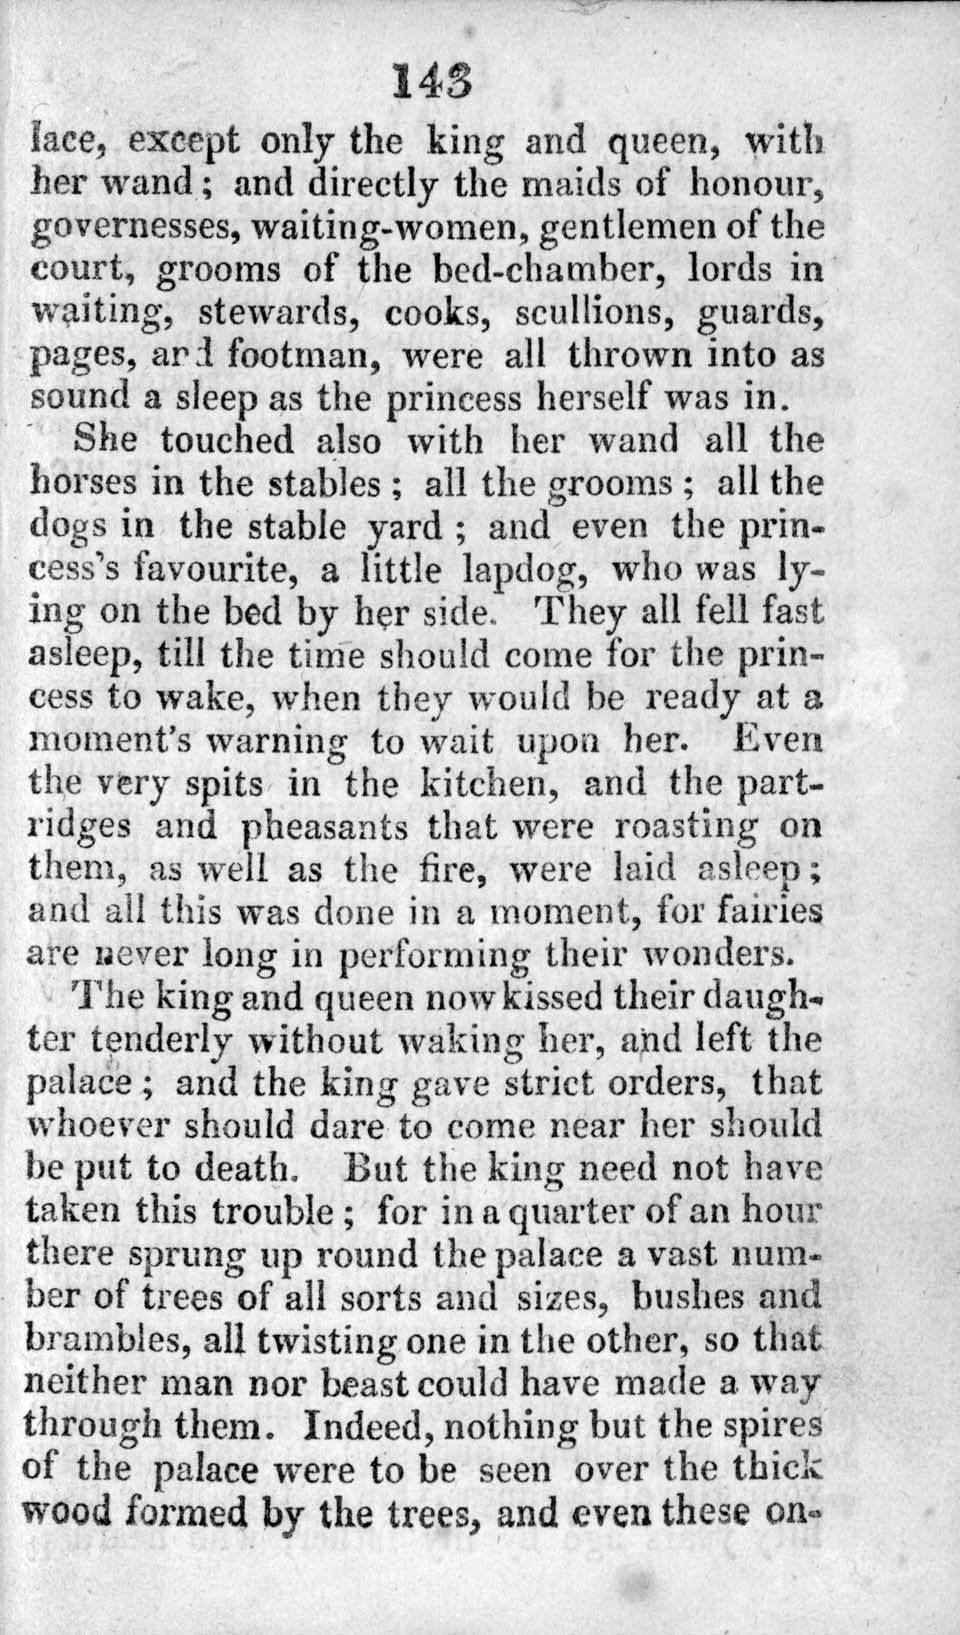 143
lace, except only the king and queen, with
her wand ; and directly the maids of honour,
governesses, waiting-women, gentlemen of the
court, grooms of the bed-chamber, lords in
waiting, stewards, cooks, scullions, guards,
pages, and footman, were all thrown into as
sound a sleep as the princess herself was in.
She touched also with her wand all the
horses in the stables ; all the grooms ; all the
dogs in the stable yard ; and even the prin-
cess's favourite, a little lapdog, who was ly-
ing on the bed by her side. They all fell fast
asleep, till the time should come for the prin-
cess to wake, when they would be ready at a
moment's warning to wait upon her. Even
the very spits in the kitchen, and the part-
ridges and pheasants that were roasting on
them, as well as the fire, were laid asleep ;
and all this was done in a moment, for fairies
are never long in performing their wonders.
The king and queen now kissed their daugh-
ter tenderly without waking her, and left the
palace ; and the king gave strict orders, that
whoever should dare to come near her should
be put to death. But the king need not have
taken this trouble ; for in a quarter of an hour
there sprung up round the palace a vast num-
ber of trees of all sorts and sizes, bushes and
brambles, all twisting one in the other, so that
neither man nor beast could have made a way
through them. Indeed, nothing but the spires
of the palace were to be seen over the thick
wood formed by the trees, and even these on-